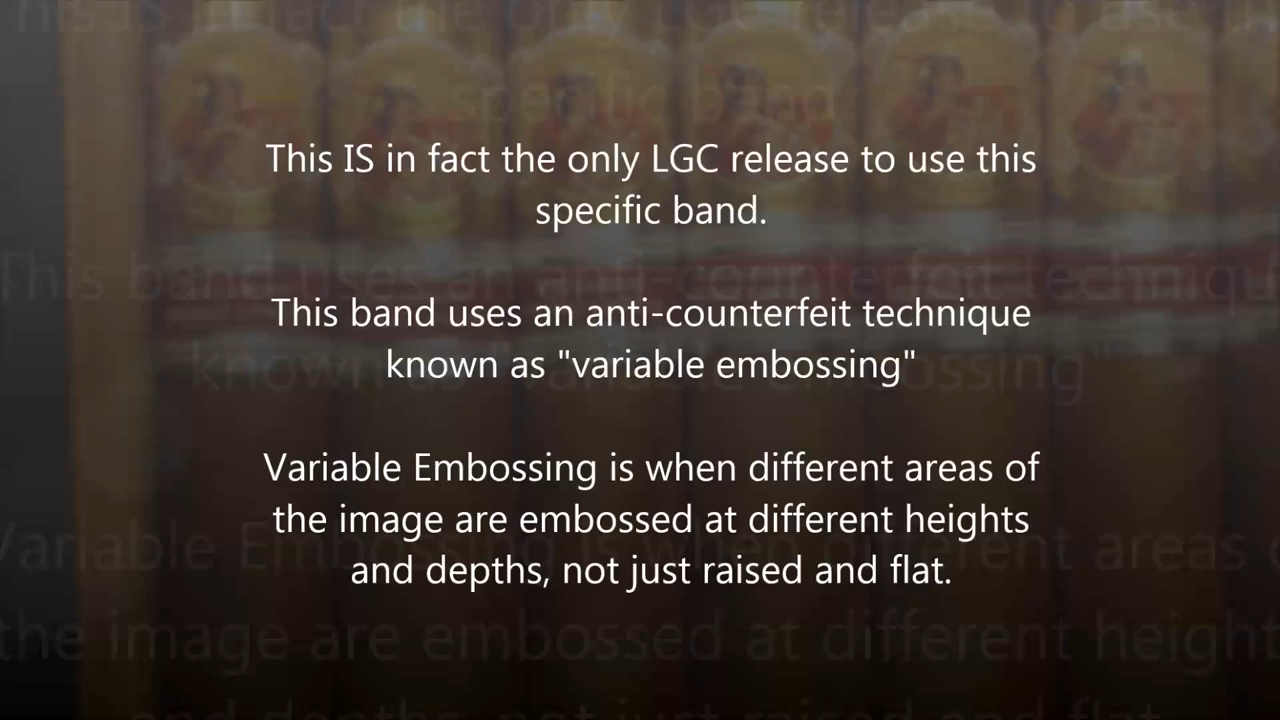 This IS in fact the only LGC release to use this
specific band.
This band uses an anti-counterfeit technique
known as "variable embossing"
Variable Embossing is when different areas of
the image are embossed at different heights
and depths, not just raised and flat.